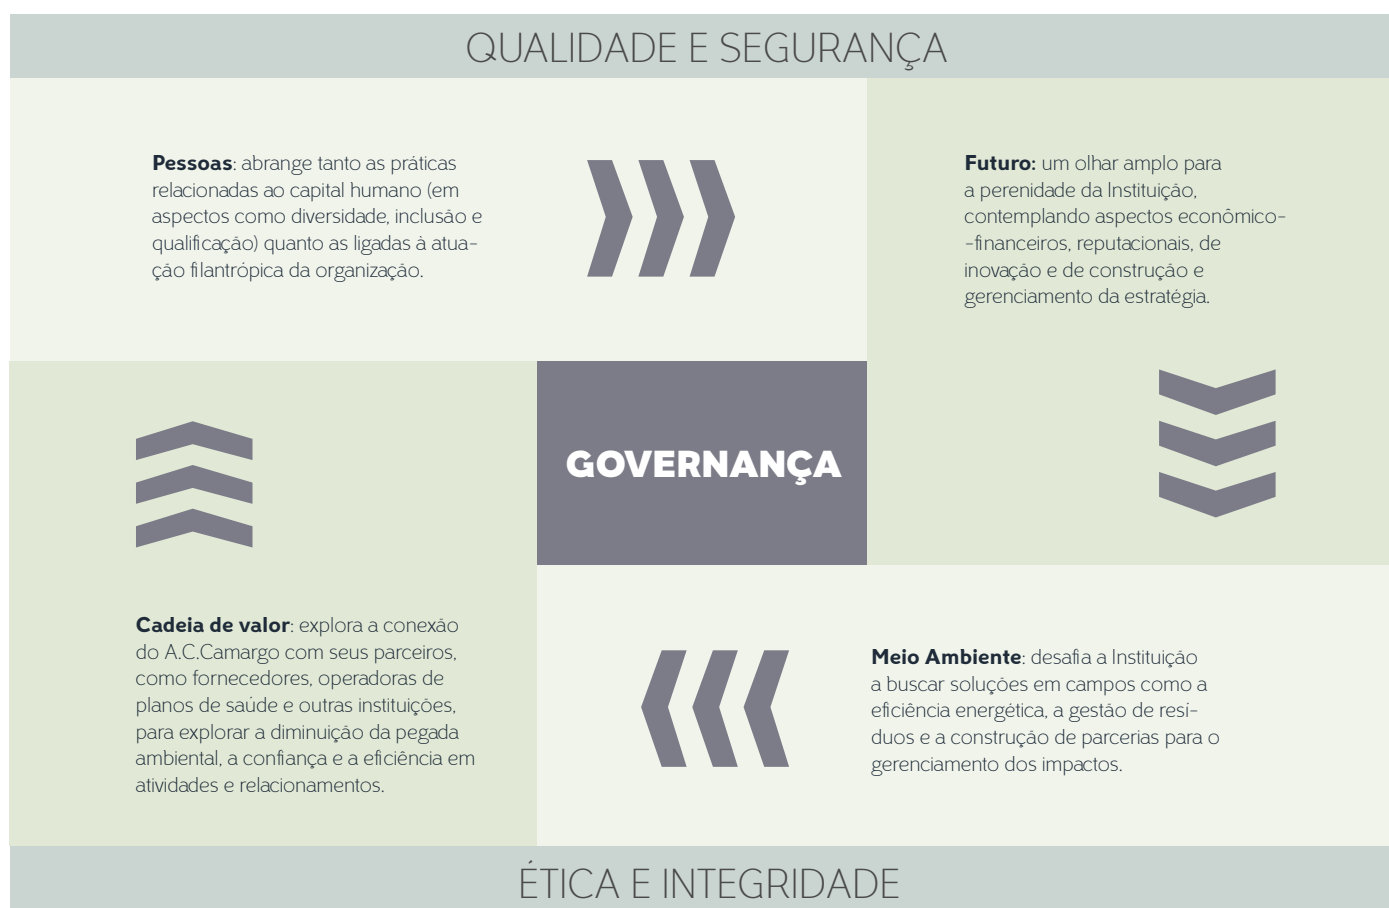 QUALIDADE E SEGURANÇA
Pessoas: abrange tanto as práticas
relacionadas ao capital humano (em
aspectos como diversidade, inclusão e
qualificação) quanto as ligadas à atua-
ção filantrópica da organização.
Futuro: um olhar amplo para
a perenidade da Instituição,
contemplando aspectos econômico-
-financeiros, reputacionais, de
inovação e de construção e
gerenciamento da estratégia.
GOVERNANÇA
Cadeia de valor: explora a conexão
do A.C.Camargo com seus parceiros,
como fornecedores, operadoras de
planos de saúde e outras instituições,
para explorar a diminuição da pegada
ambiental, a confiança e a eficiência em
atividades e relacionamentos.
Meio Ambiente: desafia a Instituição
a buscar soluções em campos como a
eficiência energética, a gestão de resí-
duos e a construção de parcerias para o
gerenciamento dos impactos.
ÉTICA E INTEGRIDADE